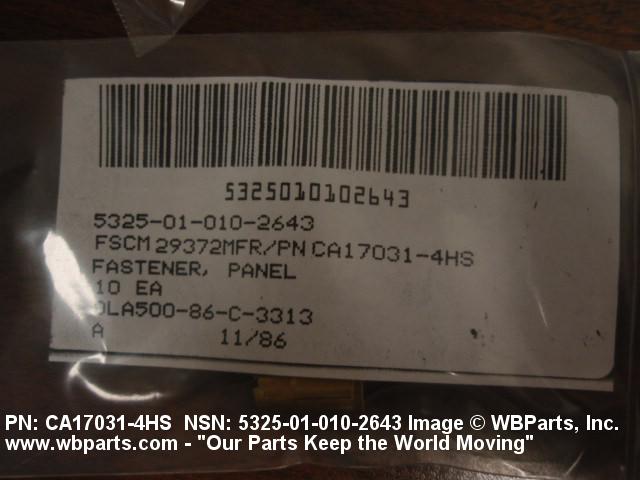 5325010102643
5325-01-010-2643
FSCM 29372MFR/PN CA17031-4HS
FASTENER, PANEL
10 EA
DLA500-86-C-3313
A 11/86
PN: CA17031-4HS NSN: 5325-01-010-2643 Image © WBParts, Inc.
www.wbparts.com - "Our Parts Keep the World Moving"